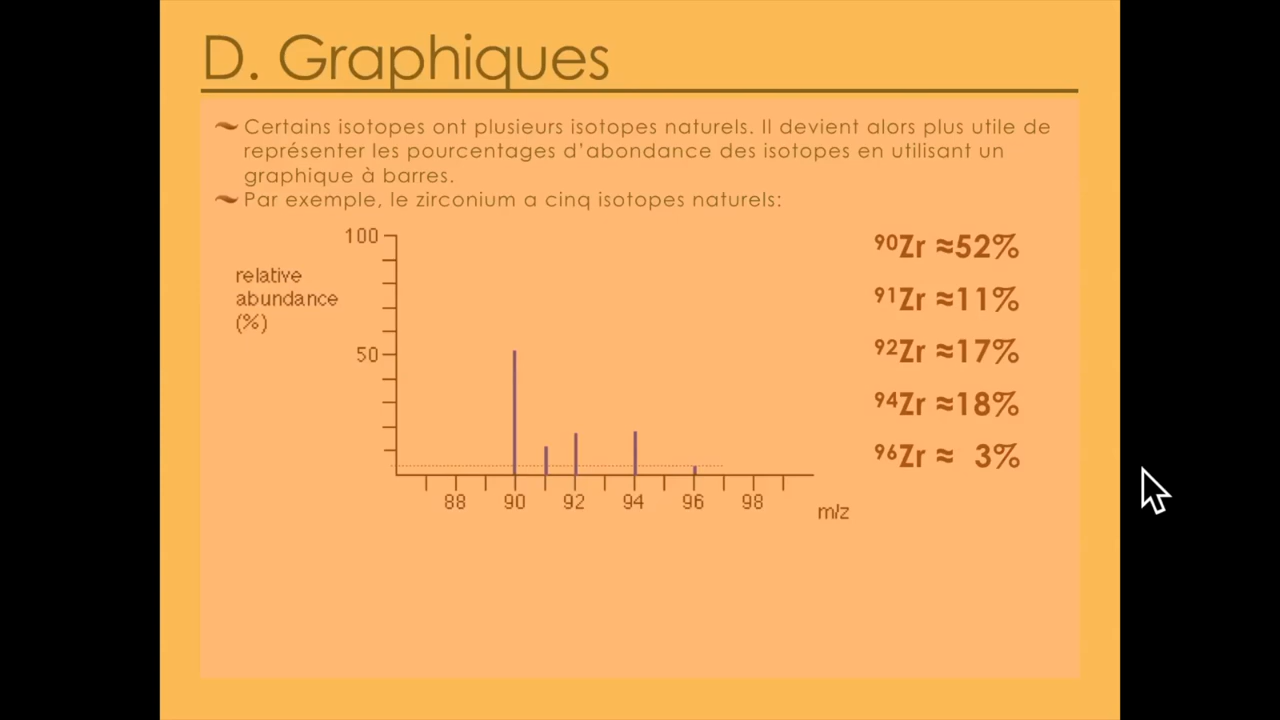 D. Graphiques
Certains isotopes ont plusieurs isotopes naturels. Il devient alors plus utile de
représenter les pourcentages d’abondance des isotopes en utilisant un
graphique à barres.
Par exemple, le zirconium a cinq isotopes naturels:
100
relative
abundance
(%)
50
88 90 92 94 96 98
m/z
⁹⁰Zr ≈52%
⁹¹Zr ≈11%
⁹²Zr ≈17%
⁹⁴Zr ≈18%
⁹⁶Zr ≈ 3%